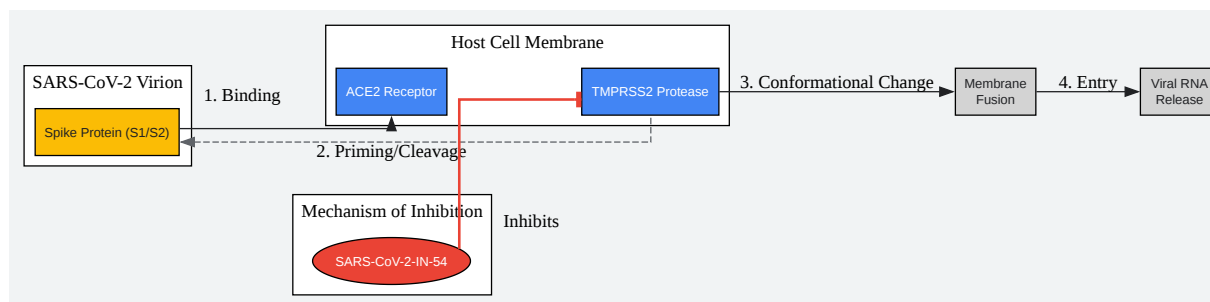 Host Cell Membrane
SARS-CoV-2 Virion
1. Binding
ACE2 Receptor
TMPRSS2 Protease
3. Conformational Change
Membrane
Fusion
4. Entry
Viral RNA
Release
Spike Protein (S1/S2)
2. Priming/Cleavage
Mechanism of Inhibition
Inhibits
SARS-CoV-2-IN-54